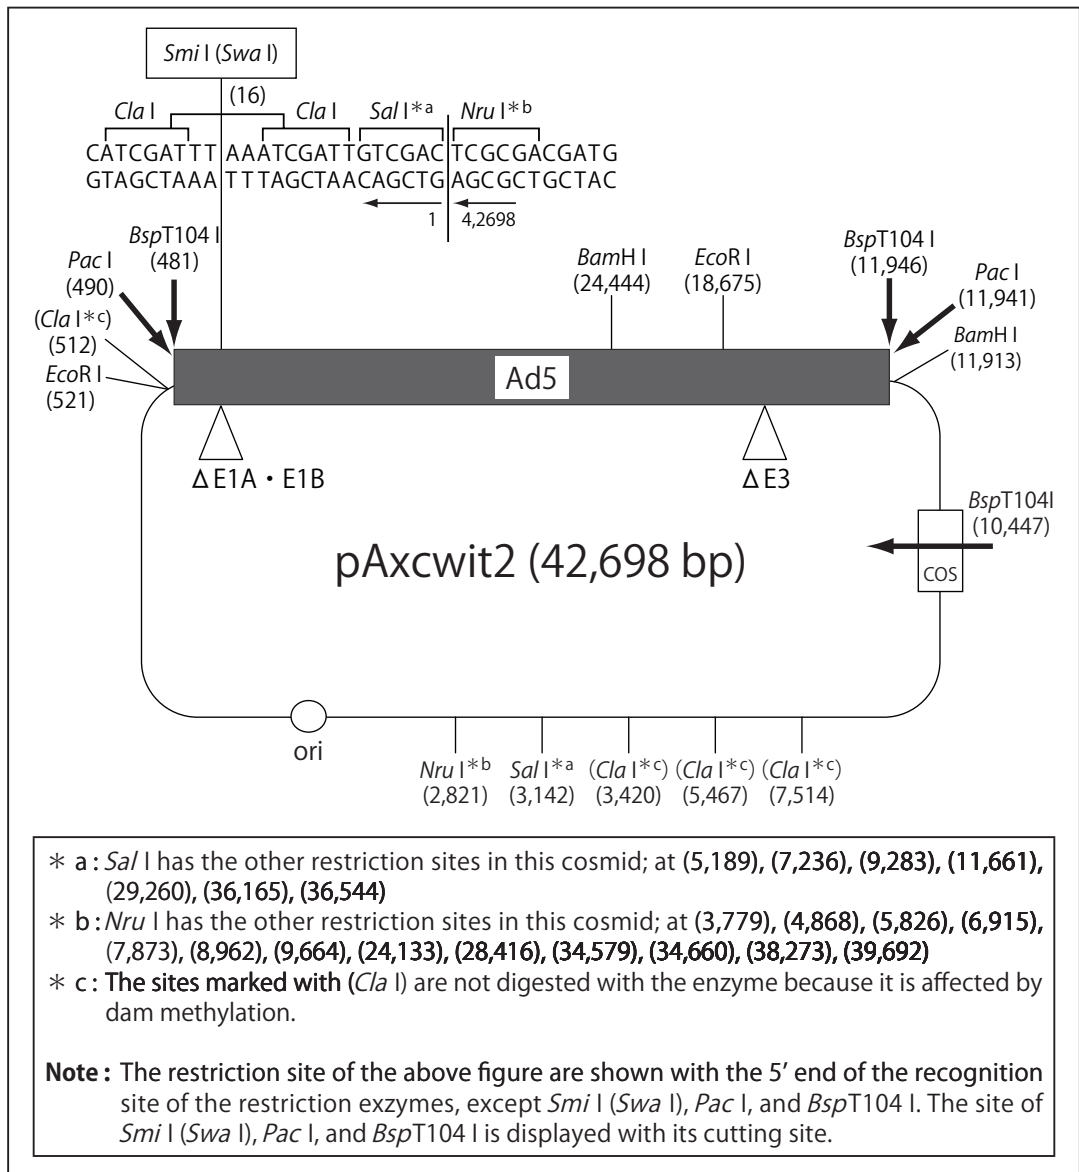 Smi I (Swa I)
(16)
Cla I
Cla I
Sal I*a
Nru I*b
CATCGATTT AAATCGATTGTCGAC TCGCGACGATG
GTAGCTAAA TTTAGCTAACAGCTG AGCGCTGCTAC
1
4,2698
BspT104 I
(481)
Pac I
(490)
(Cla I*c)
(512)
EcoR I
(521)
BamH I
(24,444)
EcoR I
(18,675)
BspT104 I
(11,946)
Pac I
(11,941)
BamH I
(11,913)
Ad5
Δ E1A・E1B
Δ E3
BspT104I
(10,447)
COS
pAxcwit2 (42,698 bp)
ori
Nru I*b
(2,821)
Sal I*a
(3,142)
(Cla I*c)
(3,420)
(Cla I*c)
(5,467)
(Cla I*c)
(7,514)
* a : Sal I has the other restriction sites in this cosmid; at (5,189), (7,236), (9,283), (11,661),
(29,260), (36,165), (36,544)
* b : Nru I has the other restriction sites in this cosmid; at (3,779), (4,868), (5,826), (6,915),
(7,873), (8,962), (9,664), (24,133), (28,416), (34,579), (34,660), (38,273), (39,692)
* c : The sites marked with (Cla I) are not digested with the enzyme because it is affected by
dam methylation.
Note : The restriction site of the above figure are shown with the 5′ end of the recognition
site of the restriction exzymes, except Smi I (Swa I), Pac I, and BspT104 I. The site of
Smi I (Swa I), Pac I, and BspT104 I is displayed with its cutting site.